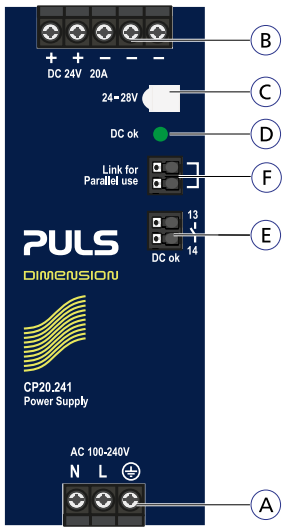 B
+ + − − −
DC 24V 20A
24–28V
C
DC ok
D
Link for
Parallel use
F
13
E
14
DC ok
PULS
DIMENSION
CP20.241
Power Supply
AC 100-240V
N L
A